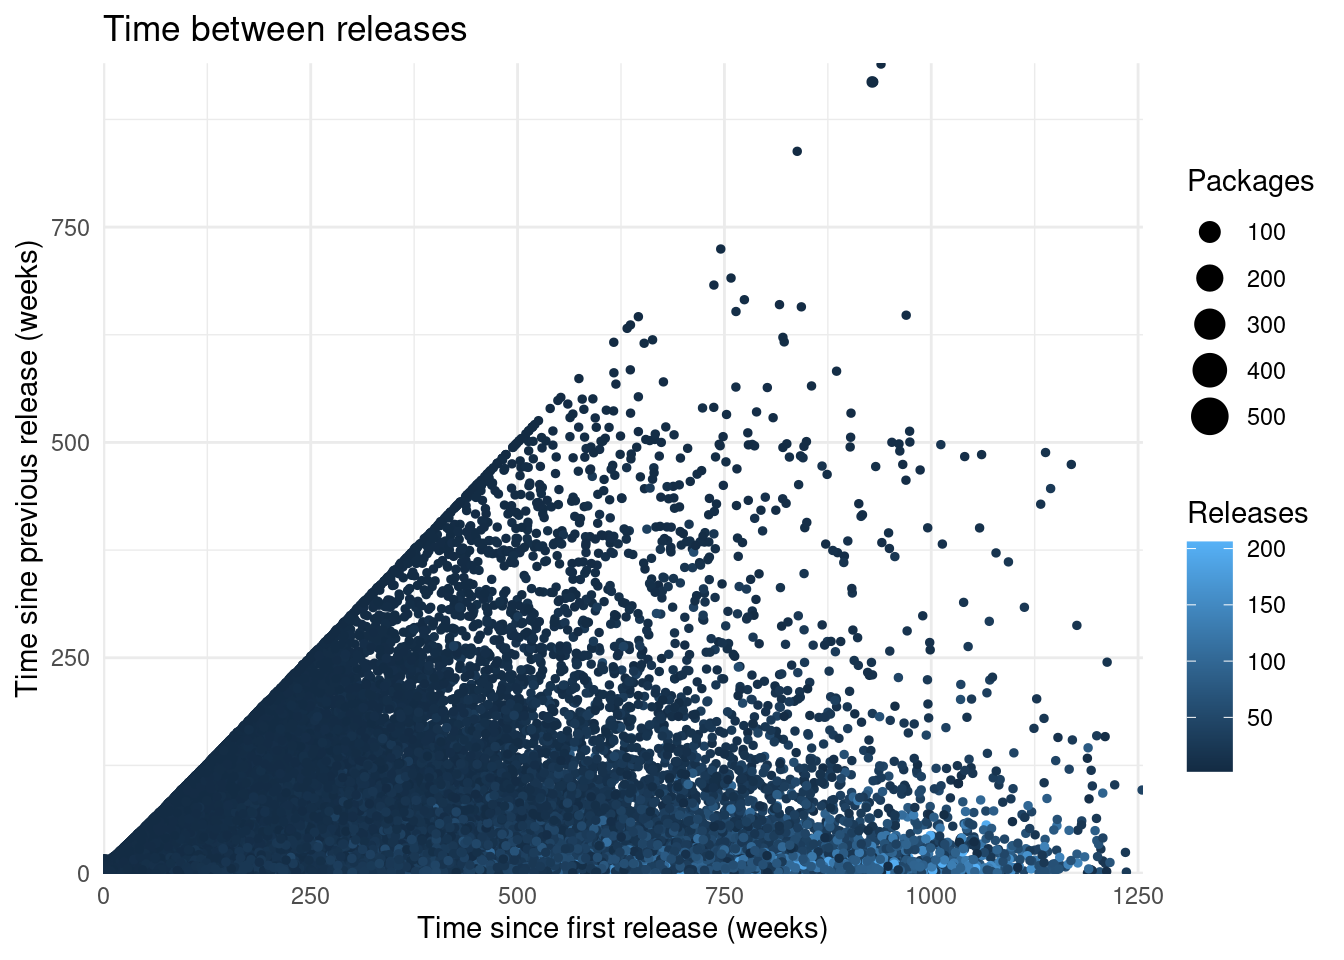 Time between releases
Time sine previous release (weeks)
750
500
250
0
0 250 500 750 1000 1250
Time since first release (weeks)
Packages
100
200
300
400
500
Releases
200
150
100
50